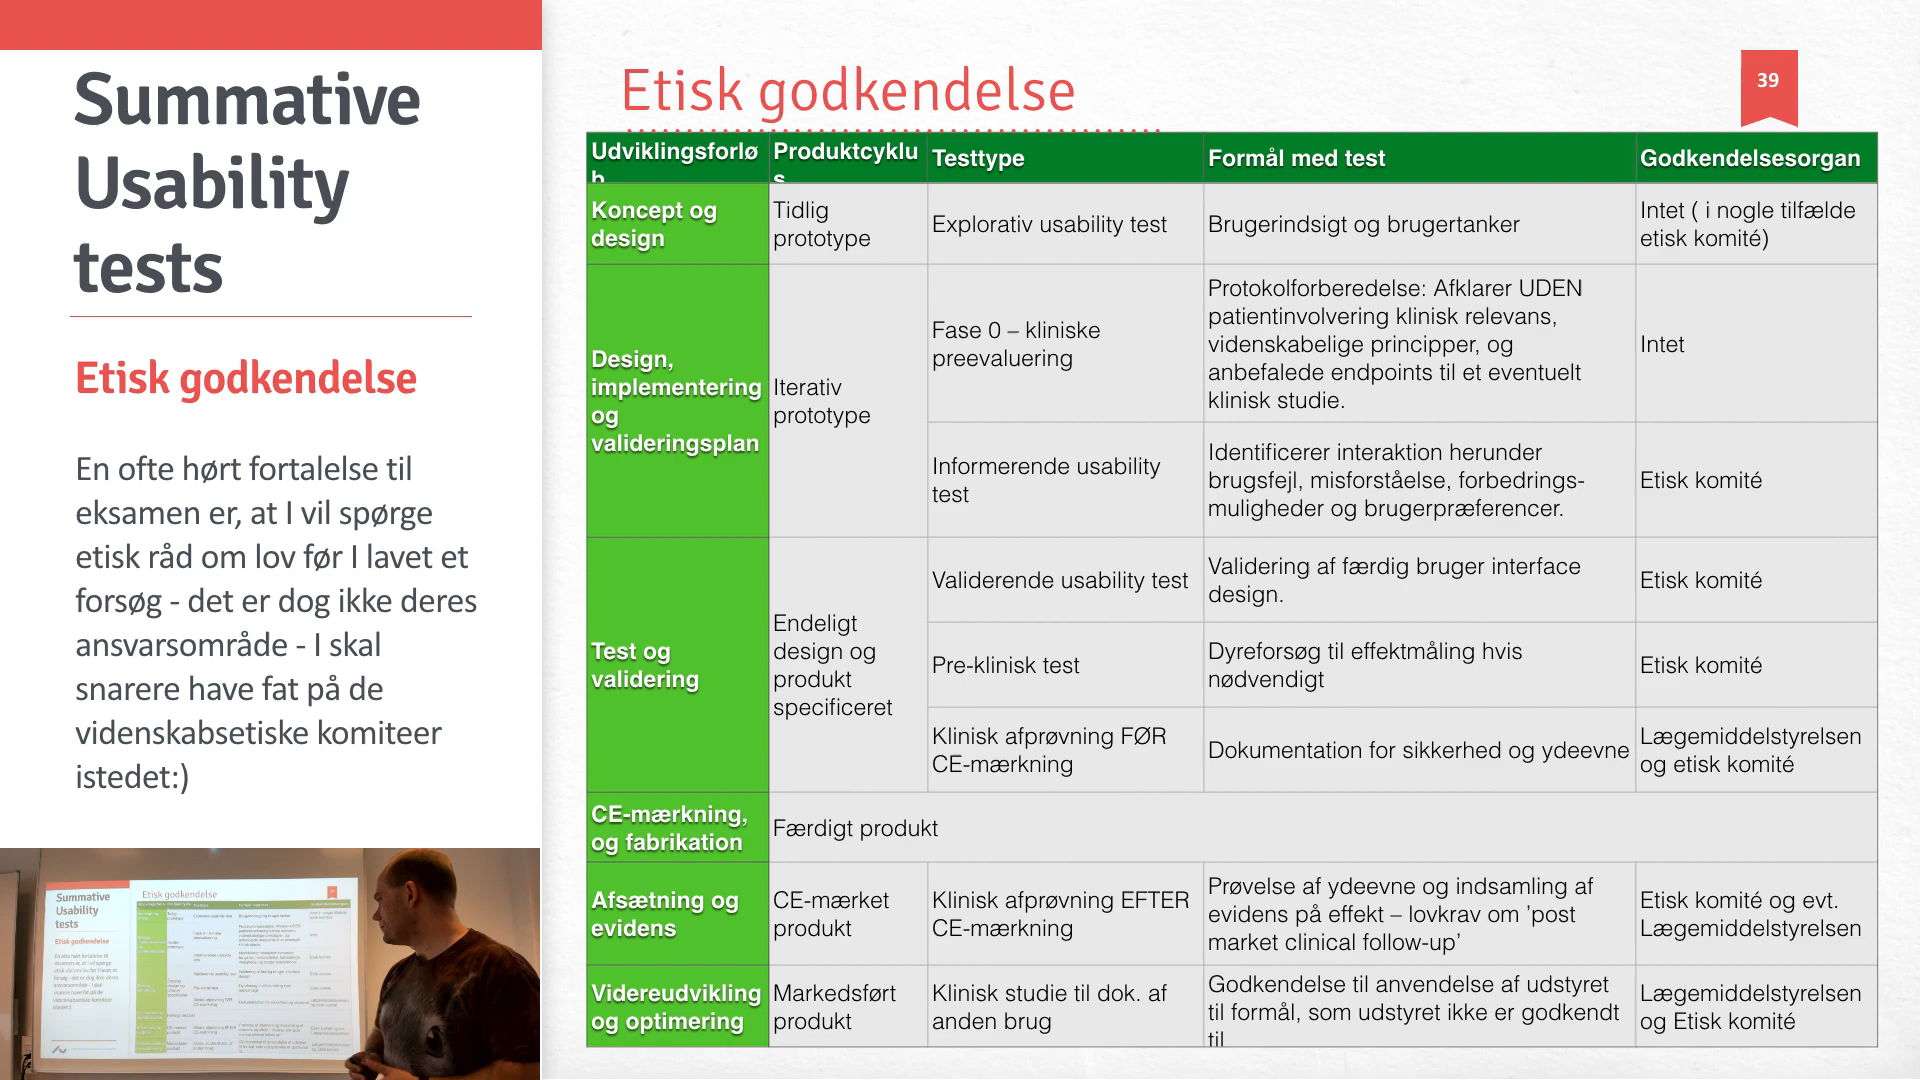 Summative
Usability
tests
Etisk godkendelse
En ofte hørt fortalelse til
eksamen er, at I vil spørge
etisk råd om lov før I lavet et
forsøg - det er dog ikke deres
ansvarsområde - I skal
snarere have fat på de
videnskabsetiske komiteer
istedet:)
Etisk godkendelse
39
Udviklingsforlø
b
Produktcyklu
s
Testtype
Formål med test
Godkendelsesorgan
Koncept og
design
Tidlig
prototype
Explorativ usability test
Brugerindsigt og brugertanker
Intet ( i nogle tilfælde
etisk komité)
Design,
implementering
og
valideringsplan
Iterativ
prototype
Fase 0 – kliniske
preevaluering
Protokolforberedelse: Afklarer UDEN
patientinvolvering klinisk relevans,
videnskabelige principper, og
anbefalede endpoints til et eventuelt
klinisk studie.
Intet
Informerende usability
test
Identificerer interaktion herunder
brugsfejl, misforståelse, forbedrings-
muligheder og brugerpræferencer.
Etisk komité
Test og
validering
Endeligt
design og
produkt
specificeret
Validerende usability test
Validering af færdig bruger interface
design.
Etisk komité
Pre-klinisk test
Dyreforsøg til effektmåling hvis
nødvendigt
Etisk komité
Klinisk afprøvning FØR
CE-mærkning
Dokumentation for sikkerhed og ydeevne
Lægemiddelstyrelsen
og etisk komité
CE-mærkning,
og fabrikation
Færdigt produkt
Afsætning og
evidens
CE-mærket
produkt
Klinisk afprøvning EFTER
CE-mærkning
Prøvelse af ydeevne og indsamling af
evidens på effekt – lovkrav om ’post
market clinical follow-up’
Etisk komité og evt.
Lægemiddelstyrelsen
Videreudvikling
og optimering
Markedsført
produkt
Klinisk studie til dok. af
anden brug
Godkendelse til anvendelse af udstyret
til formål, som udstyret ikke er godkendt
til
Lægemiddelstyrelsen
og Etisk komité
Summative
Usability
tests
Etisk godkendelse
Etisk godkendelse